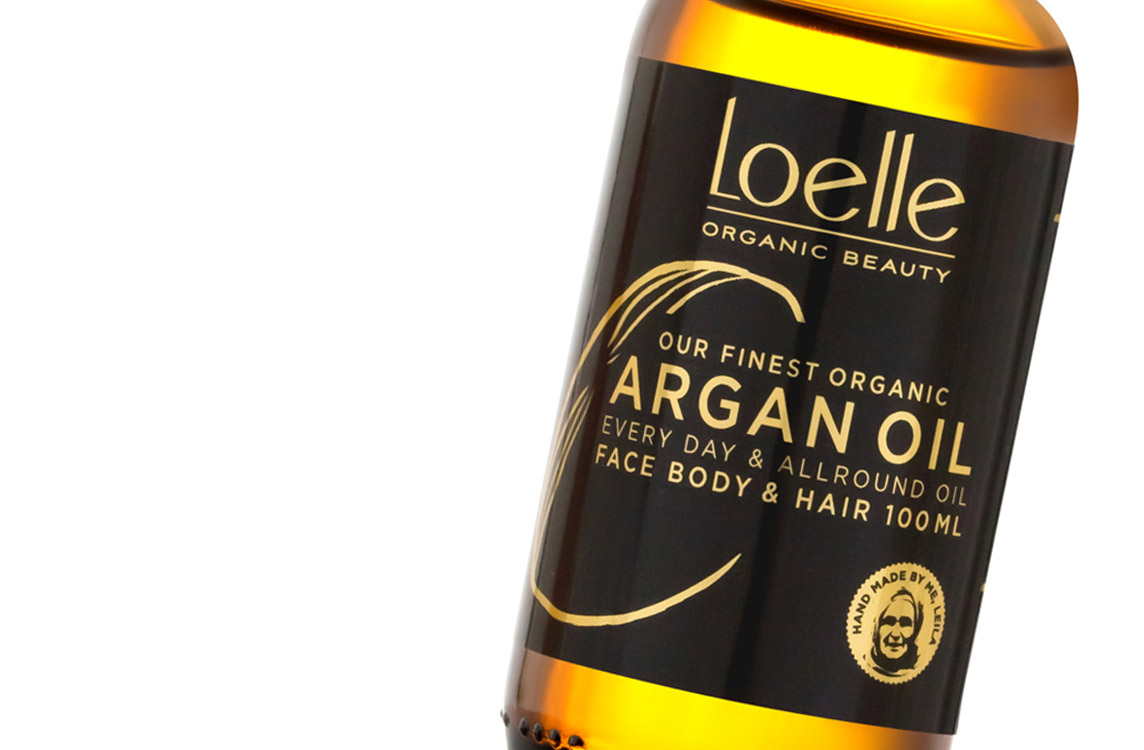 Loelle
ORGANIC BEAUTY
OUR FINEST ORGANIC
ARGAN OIL
EVERY DAY & ALLROUND OIL
FACE BODY & HAIR 100ML
HAND MADE BY ME, LEILA